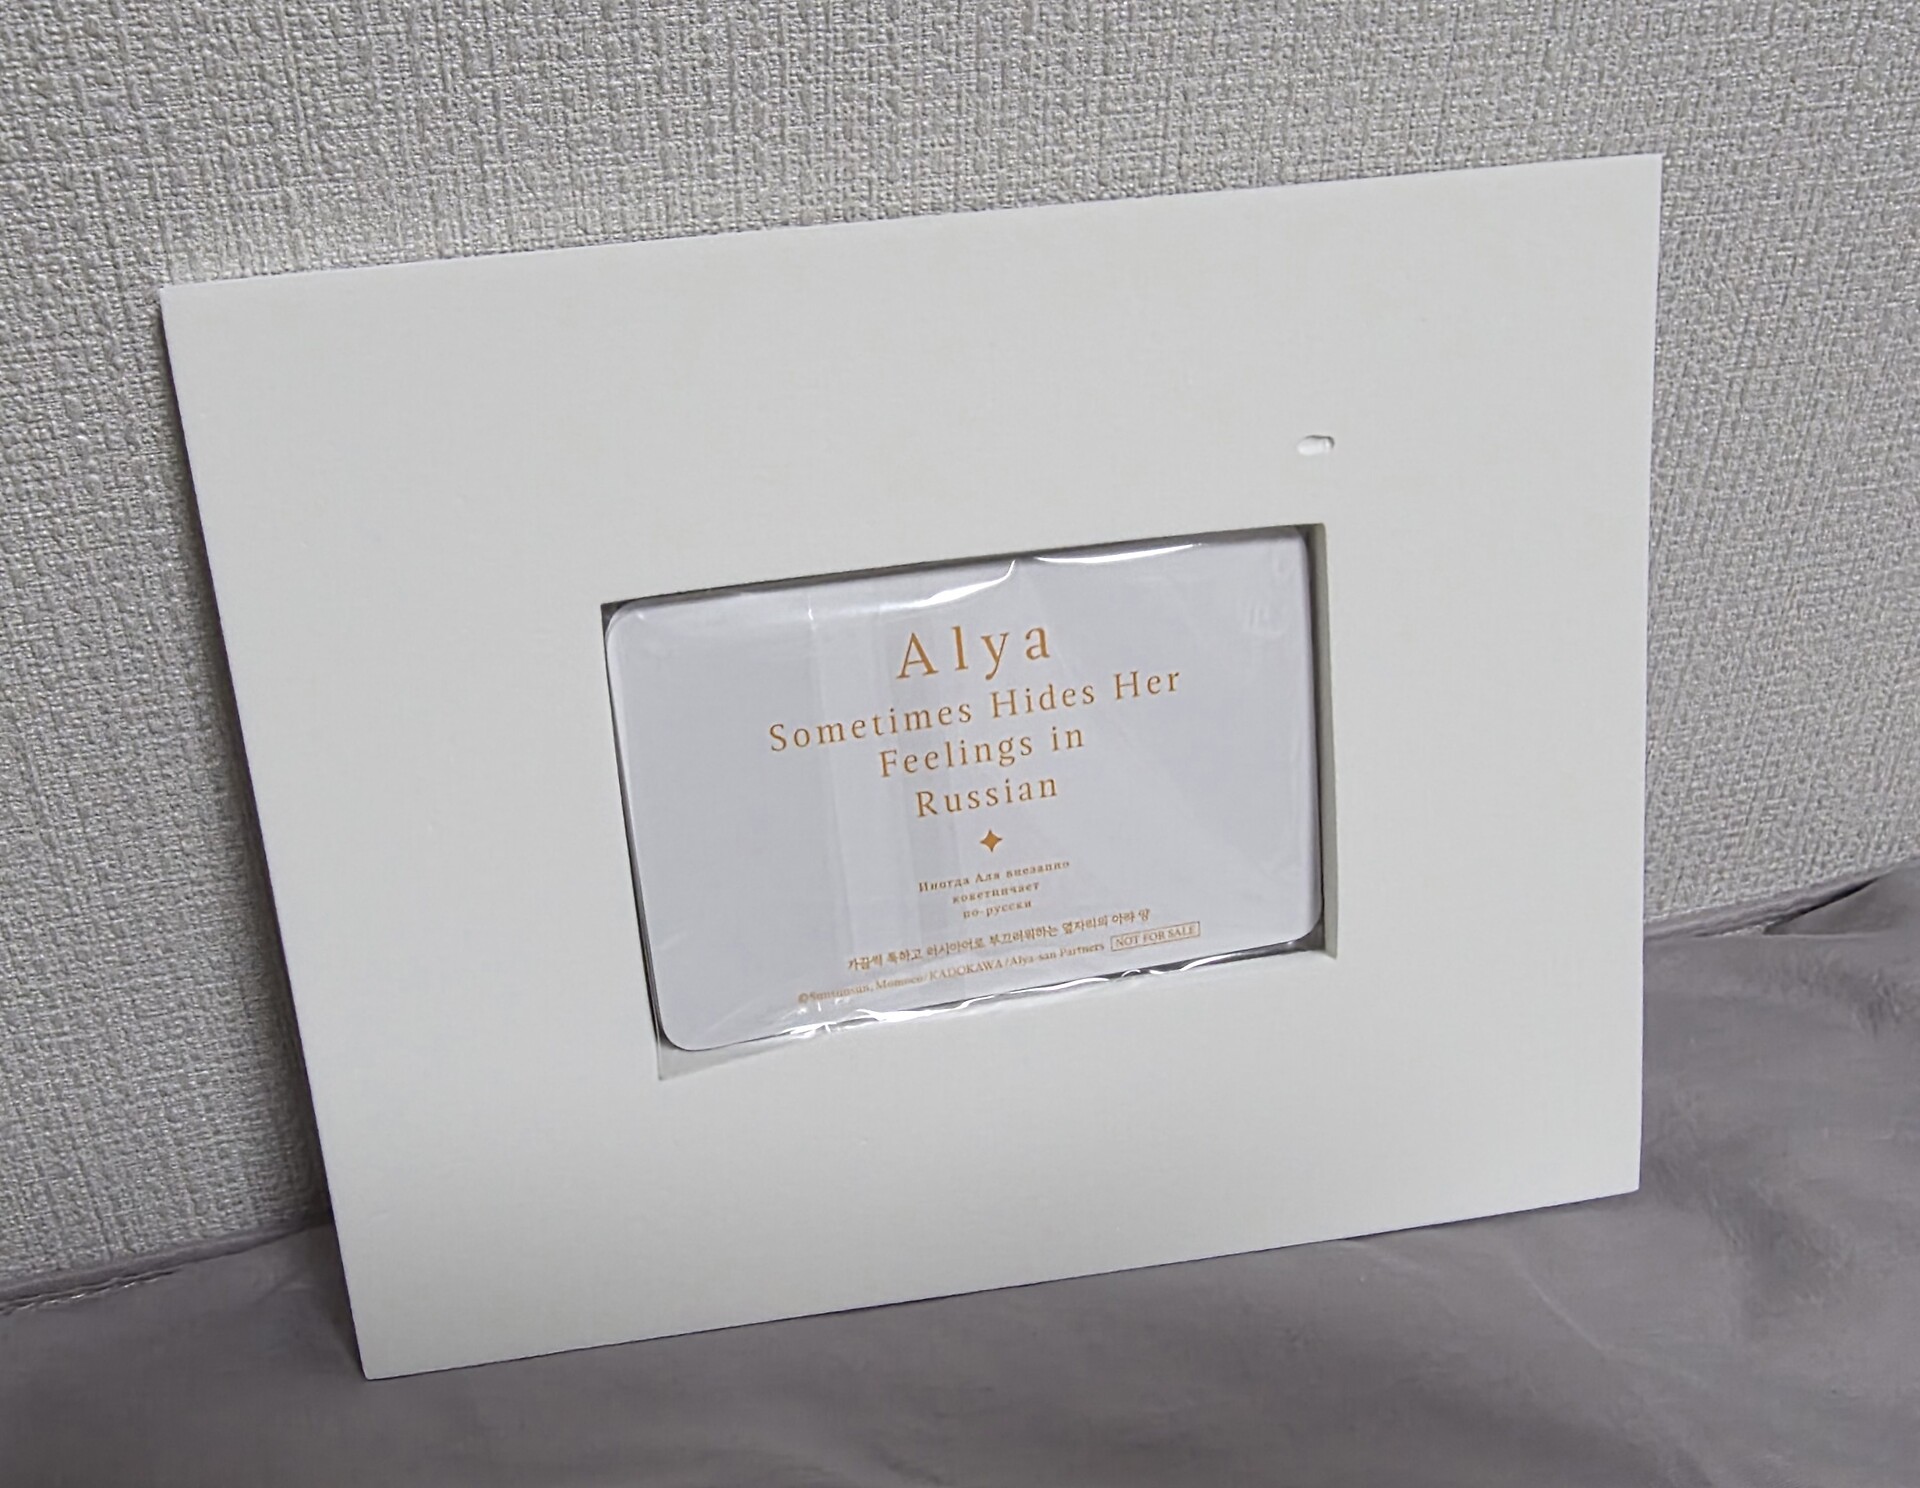 Alya
Sometimes Hides Her
Feelings in
Russian
Иногда Аля внезапно
кокетничает
по-русски
가끔씩 툭하고 러시아어로 부끄러워하는 옆자리의 아랴 양
©Sunsunsun, Momoco/KADOKAWA/Alya-san Partners NOT FOR SALE